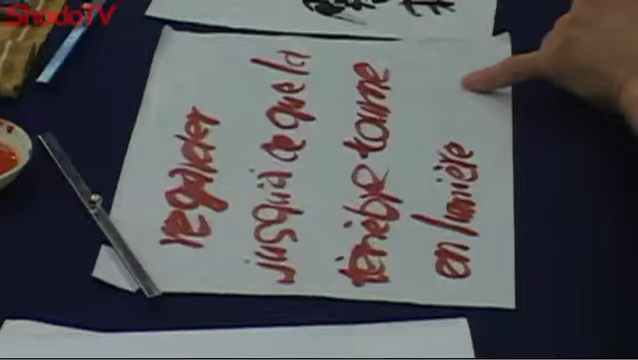 ShodoTV
regarder
jusqu'à ce que la
ténèbre tourne
en lumière